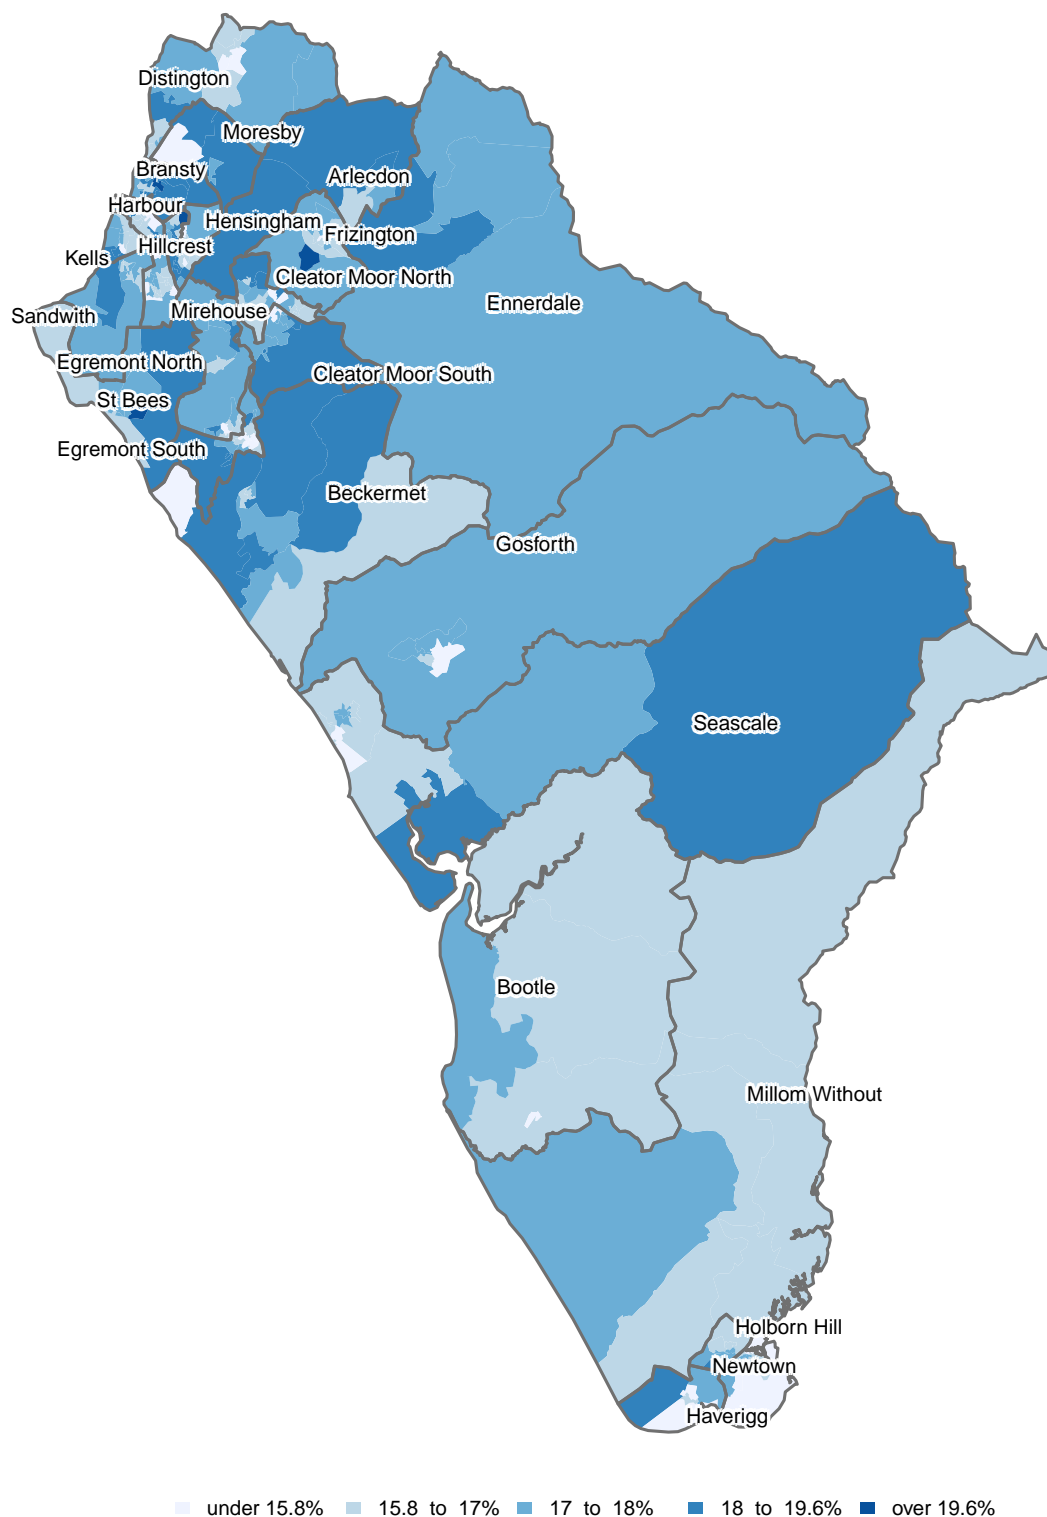 Distington
Moresby
Bransty
Arlecdon
Harbour
Hensingham
Frizington
Hillcrest
Kells
Cleator Moor North
Ennerdale
Mirehouse
Sandwith
Egremont North
Cleator Moor South
St Bees
Egremont South
Beckermet
Gosforth
Seascale
Bootle
Millom Without
Holborn Hill
Newtown
Haverigg
under 15.8% 15.8 to 17% 17 to 18% 18 to 19.6% over 19.6%